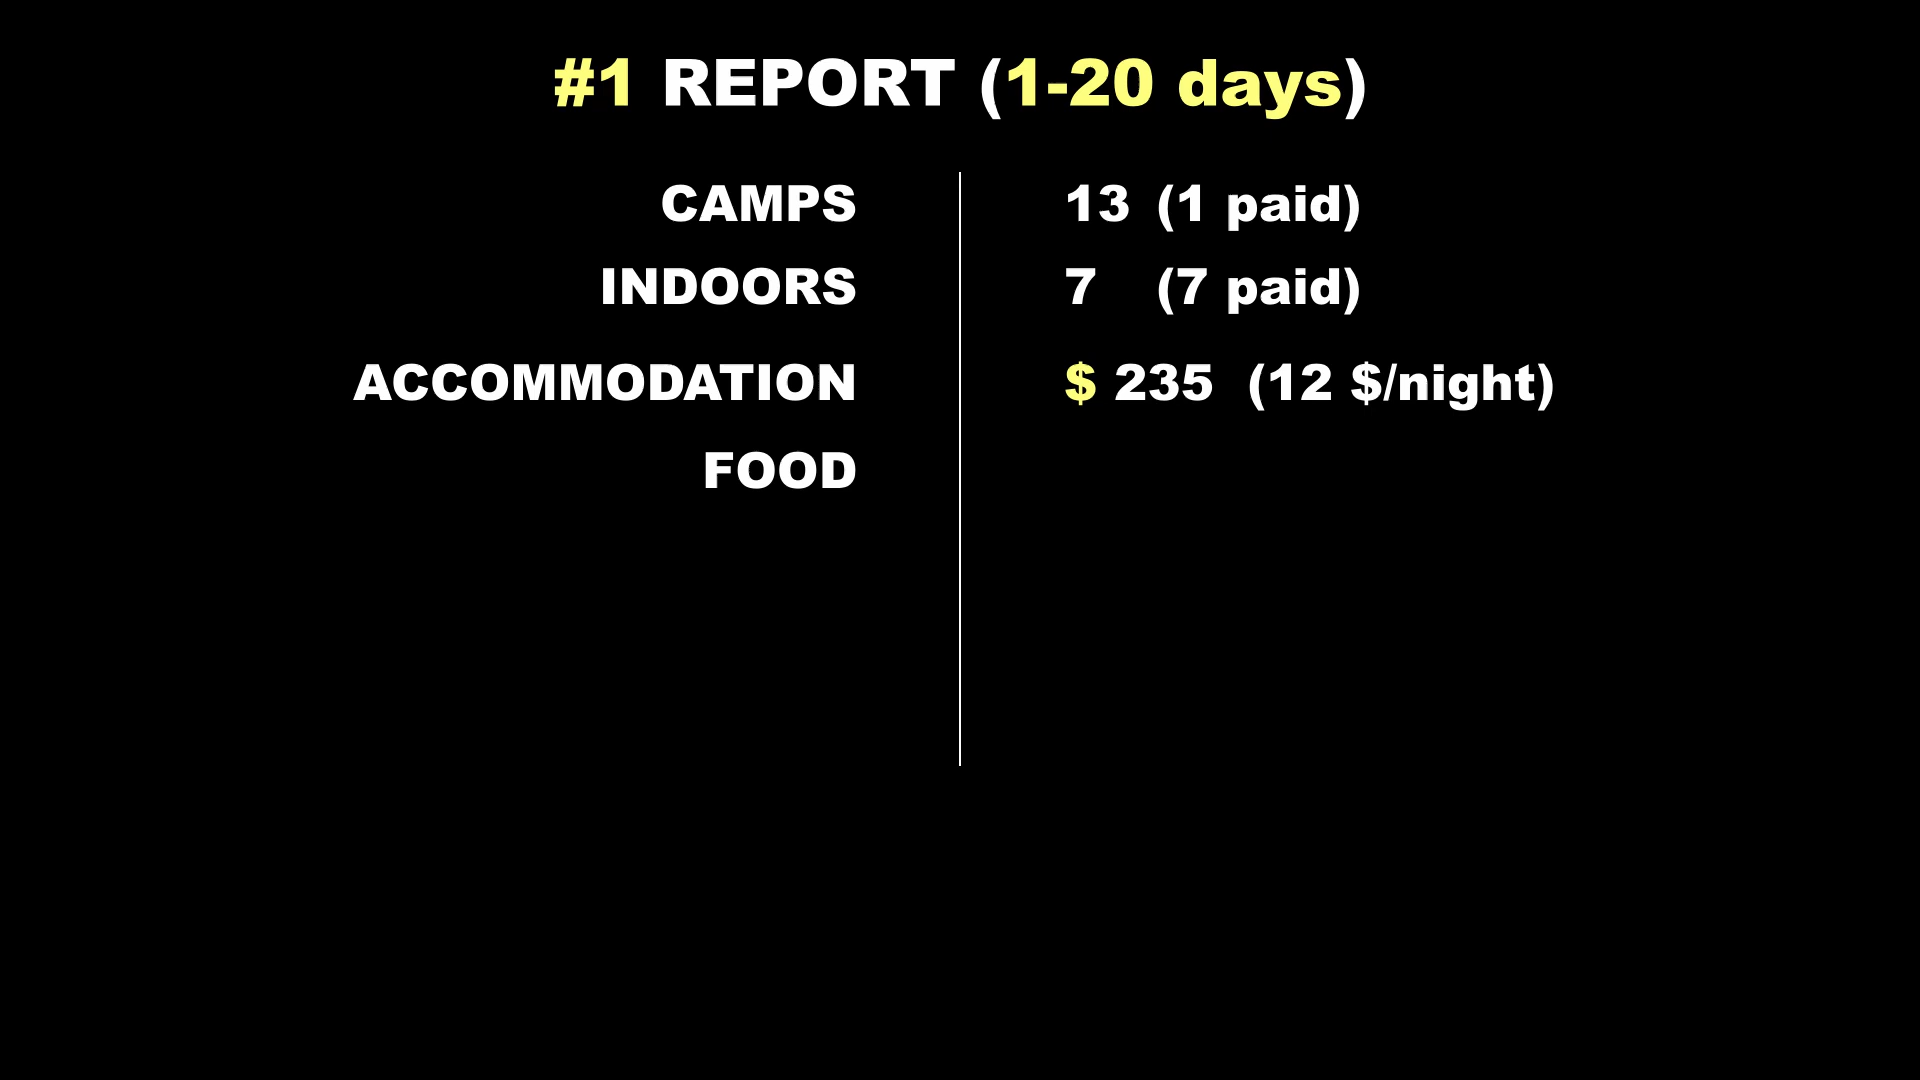 #1 REPORT (1-20 days)
CAMPS 13 (1 paid)
INDOORS 7 (7 paid)
ACCOMMODATION $ 235 (12 $/night)
FOOD